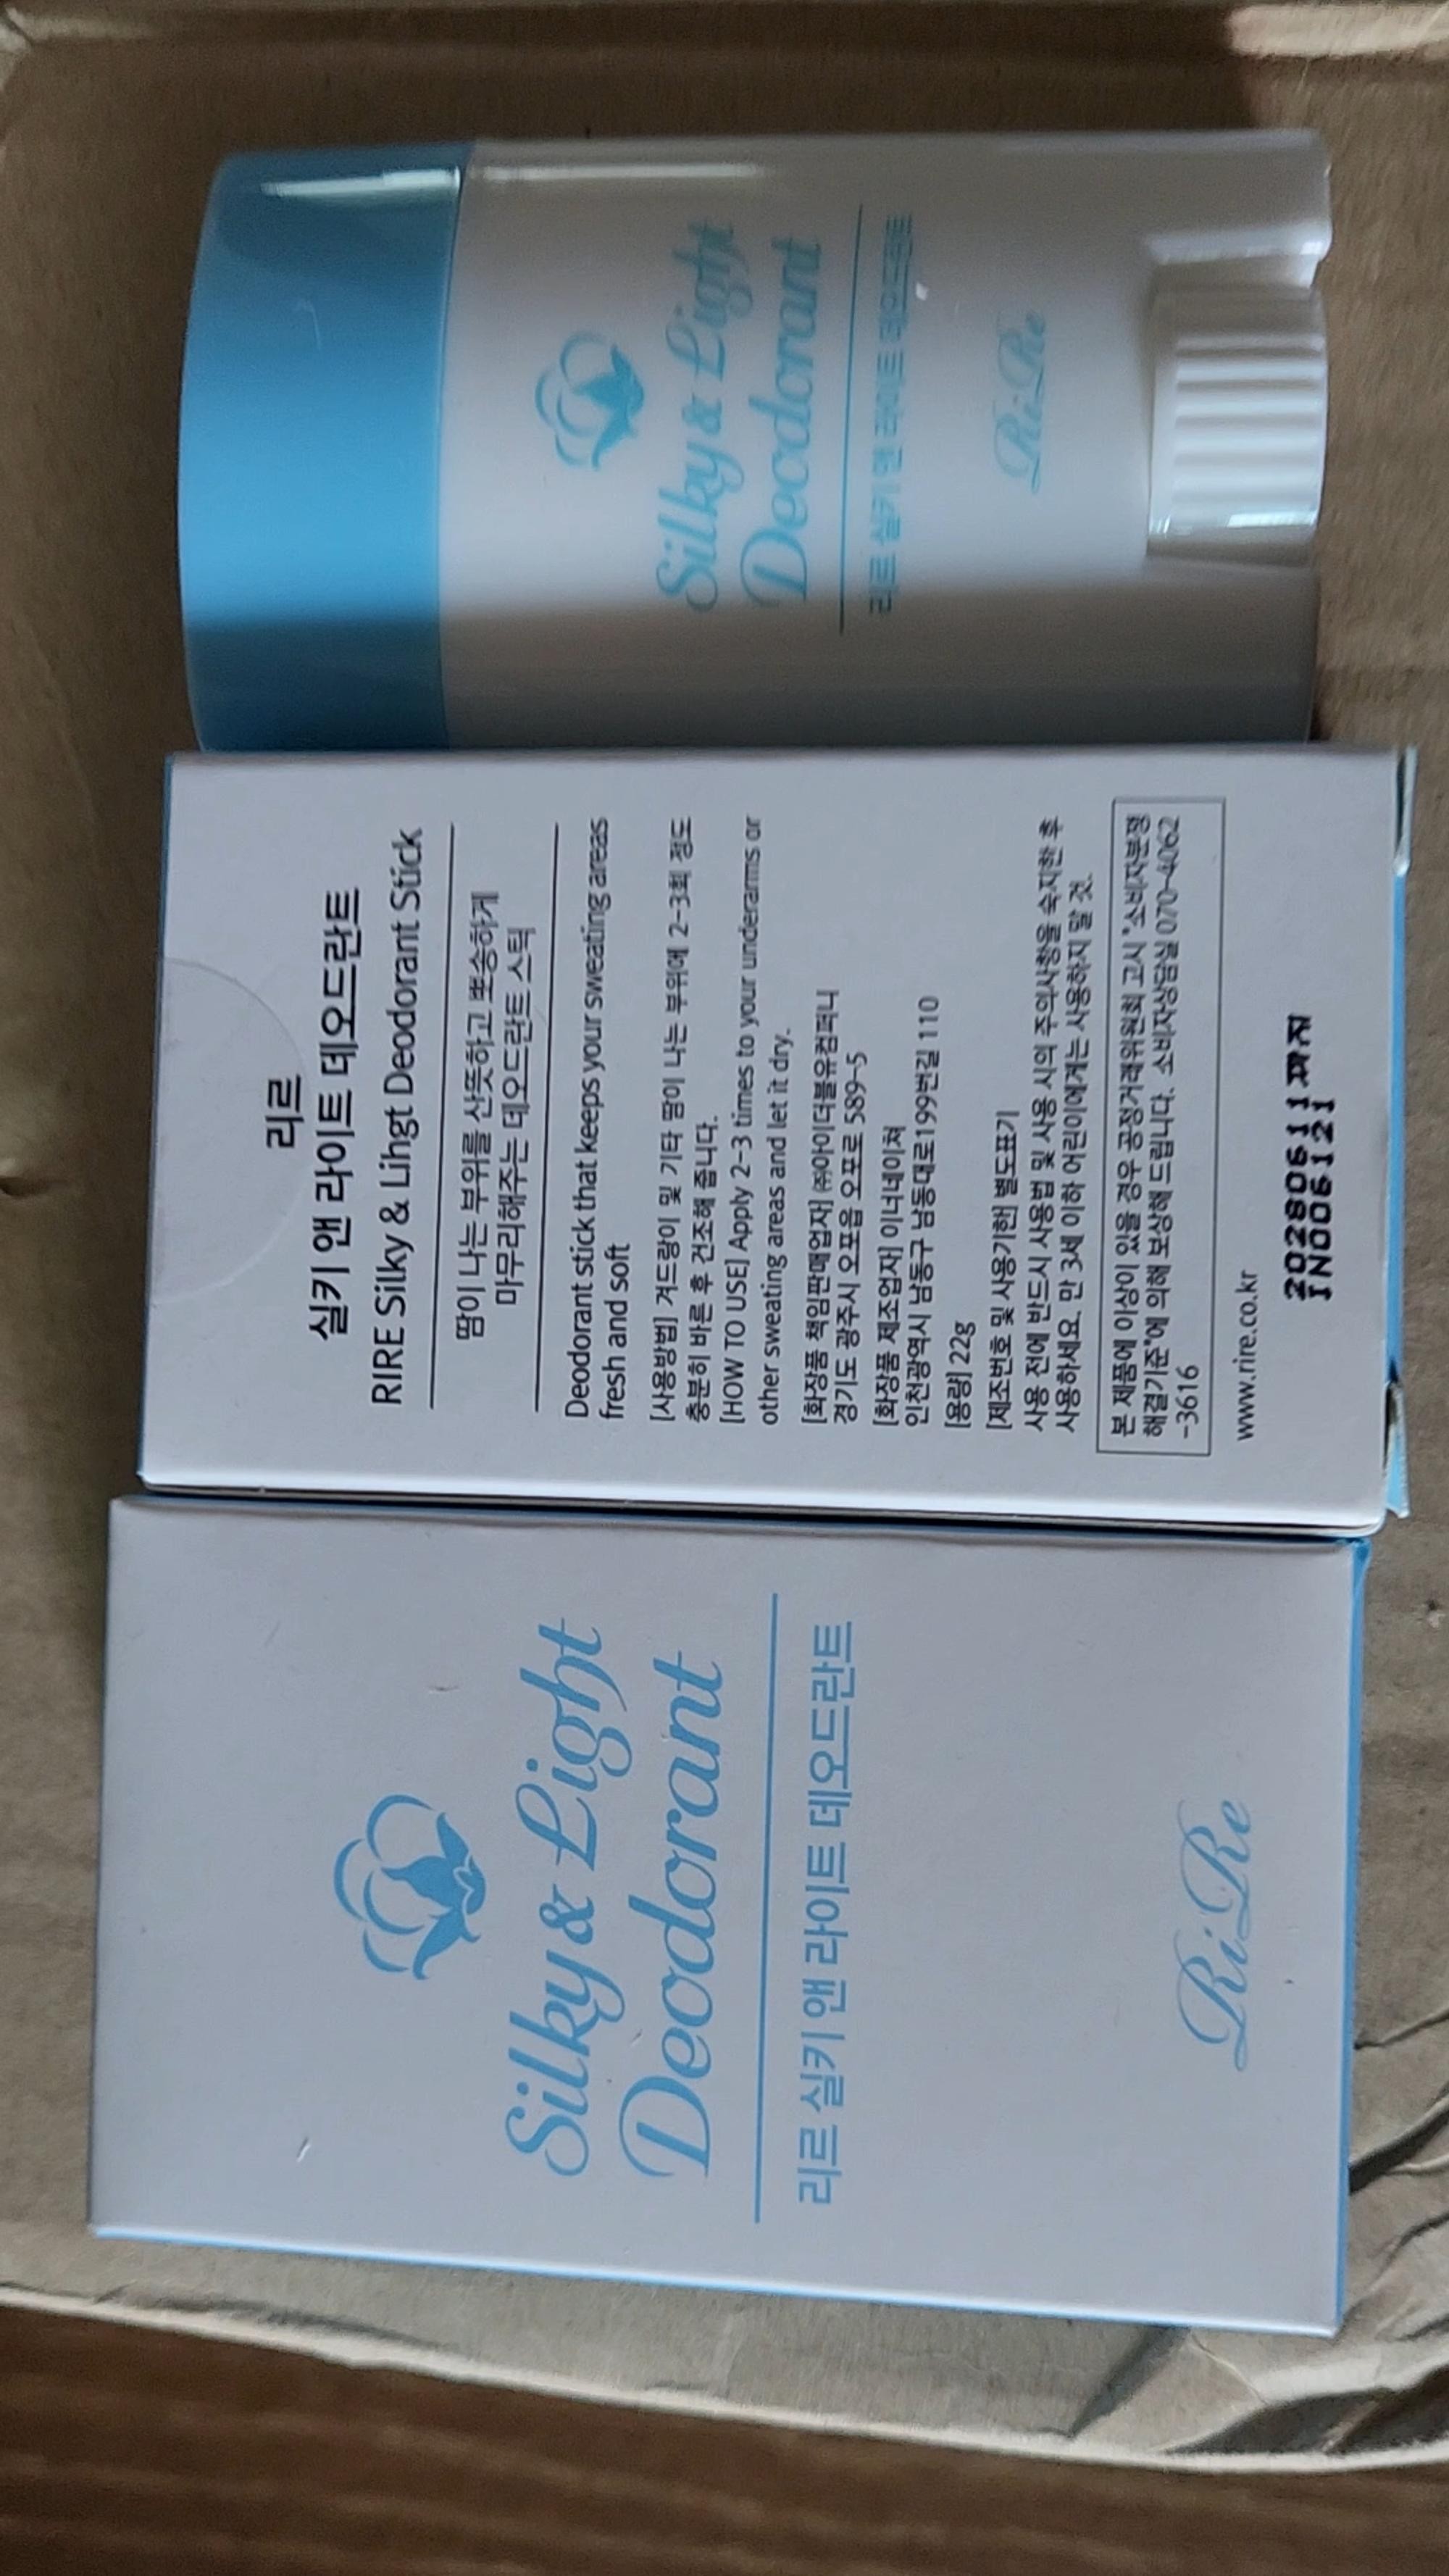 Silky & Light
Deodorant
리르 실키 앤 라이트 데오드란트
RiRe
리르
실키 앤 라이트 데오드란트
RIRE Silky & Lihgt Deodorant Stick
땀이 나는 부위를 산뜻하고 뽀송하게
마무리해주는 데오드란트 스틱
Deodorant stick that keeps your sweating areas
fresh and soft
[사용방법] 겨드랑이 및 기타 땀이 나는 부위에 2-3회 정도
충분히 바른 후 건조해 줍니다.
[HOW TO USE] Apply 2-3 times to your underarms or
other sweating areas and let it dry.
[화장품 책임판매업자] ㈜아이더블유컴퍼니
경기도 광주시 오포읍 오포로 589-5
[화장품 제조업자] 이너네이쳐
인천광역시 남동구 남동대로199번길 110
[용량] 22g
[제조번호 및 사용기한] 별도표기
사용 전에 반드시 사용법 및 사용 시의 주의사항을 숙지한 후
사용하세요. 만 3세 이하 어린이에게는 사용하지 말 것.
본 제품에 이상이 있을 경우 공정거래위원회 고시 "소비자분쟁
해결기준"에 의해 보상해 드립니다. 소비자상담실 070-4062
-3616
www.rire.co.kr
20280611까지
IN006121
Silky & Light
Deodorant
리르 실키 앤 라이트 데오드란트
RiRe